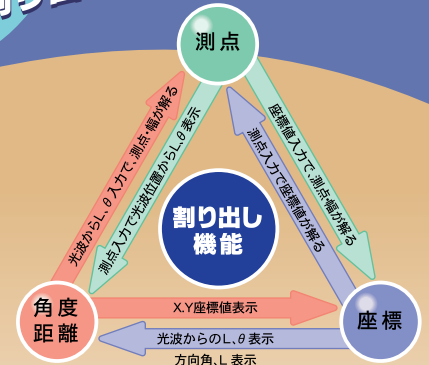 測点
光波からL、θ入力で、測点・幅が解る
測点入力で光波位置からL、θ表示
座標値入力で、測点・幅が解る
測点入力で座標値が解る
割り出し
機能
角度
距離
X.Y座標値表示
座標
光波からのL、θ表示
方向角、L表示